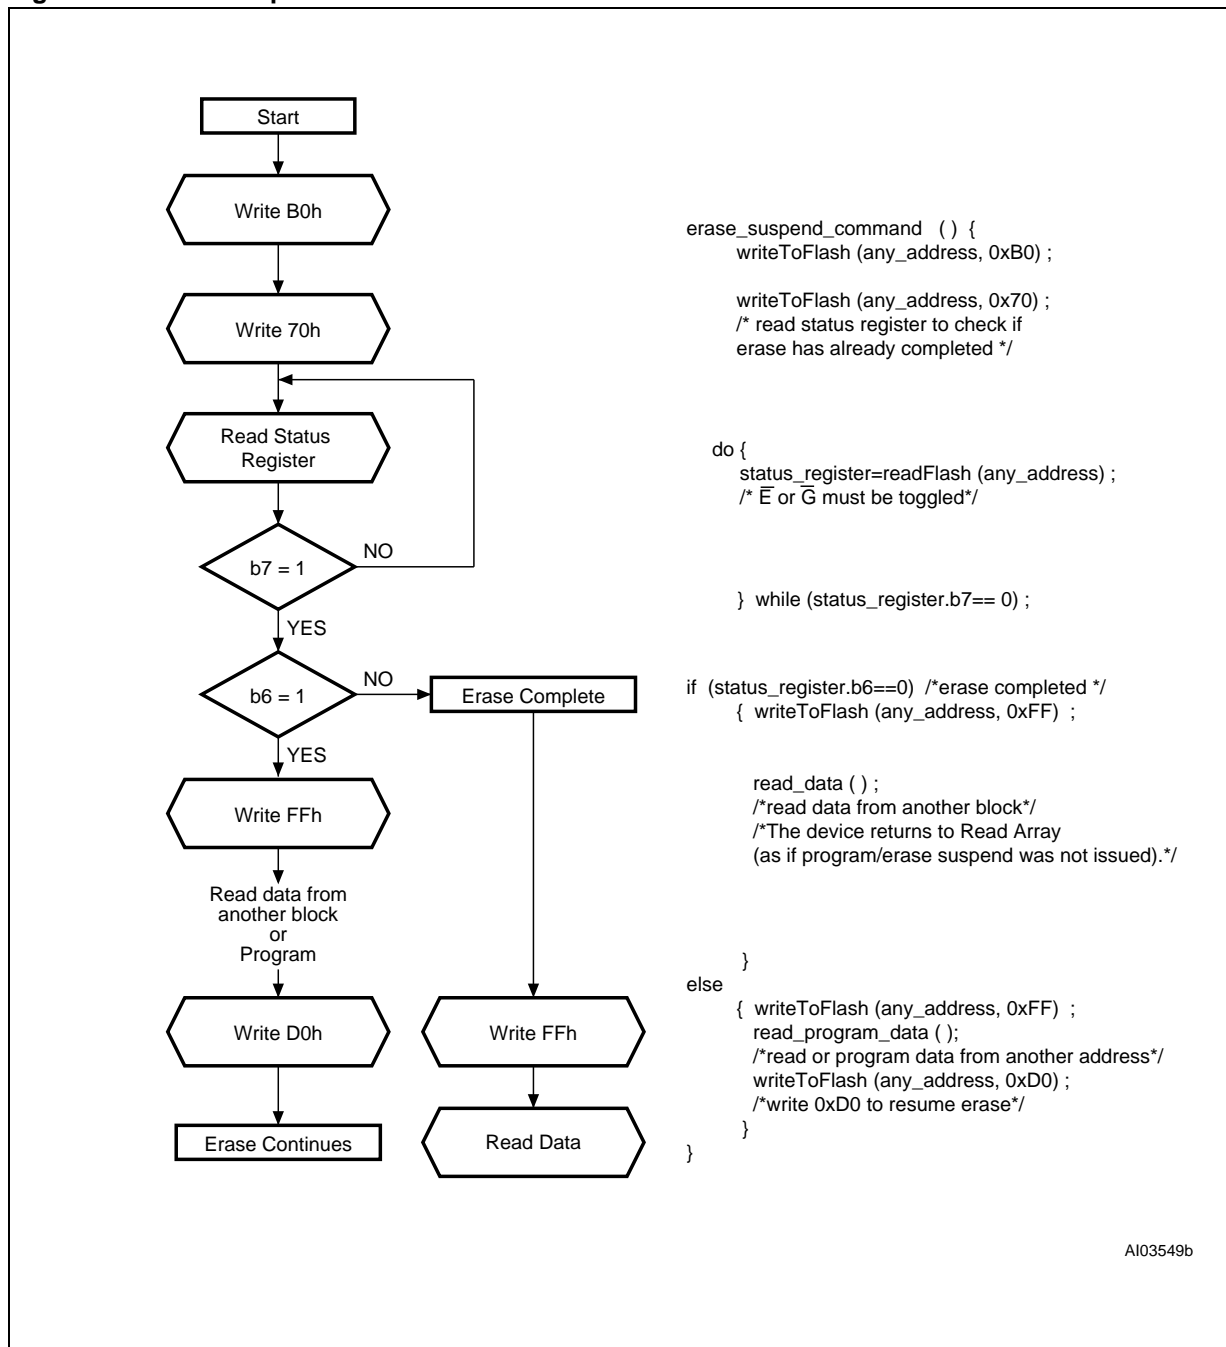 Start
Write B0h
Write 70h
Read Status
Register
NO
b7 = 1
YES
NO
b6 = 1
Erase Complete
YES
Write FFh
Read data from
another block
or
Program
Write D0h
Write FFh
Erase Continues
Read Data
erase_suspend_command ( ) {
writeToFlash (any_address, 0xB0) ;
writeToFlash (any_address, 0x70) ;
/* read status register to check if
erase has already completed */
do {
status_register=readFlash (any_address) ;
/* E̅ or G̅ must be toggled*/
} while (status_register.b7== 0) ;
if (status_register.b6==0) /*erase completed */
{ writeToFlash (any_address, 0xFF) ;
read_data ( ) ;
/*read data from another block*/
/*The device returns to Read Array
(as if program/erase suspend was not issued).*/
}
else
{ writeToFlash (any_address, 0xFF) ;
read_program_data ( );
/*read or program data from another address*/
writeToFlash (any_address, 0xD0) ;
/*write 0xD0 to resume erase*/
}
}
AI03549b